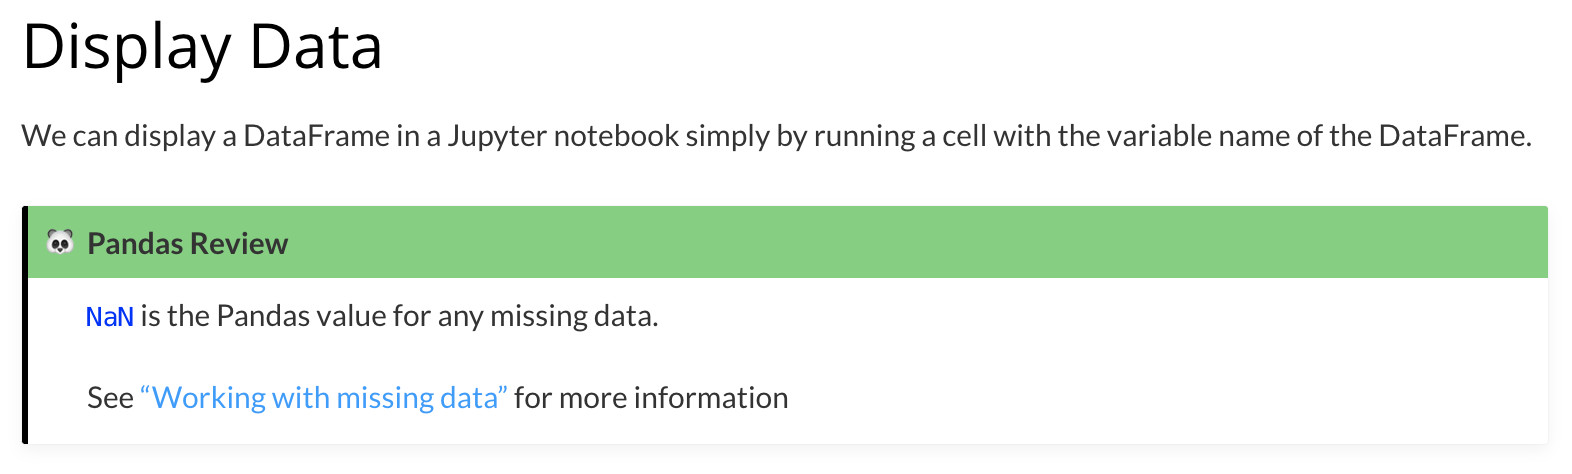 Display Data
We can display a DataFrame in a Jupyter notebook simply by running a cell with the variable name of the DataFrame.
🐼 Pandas Review
NaN is the Pandas value for any missing data.
See “Working with missing data” for more information